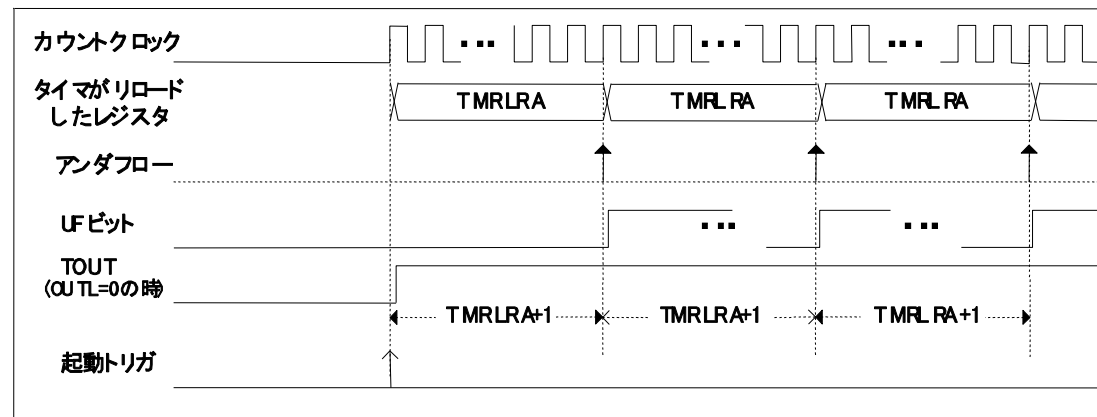 カウントクロック
タイマがリロード
したレジスタ
TMRLRA
TMRLRA
TMRLRA
アンダフロー
UFビット
TOUT
(OUTL=0の時)
TMRLRA+1
TMRLRA+1
TMRLRA+1
起動トリガ